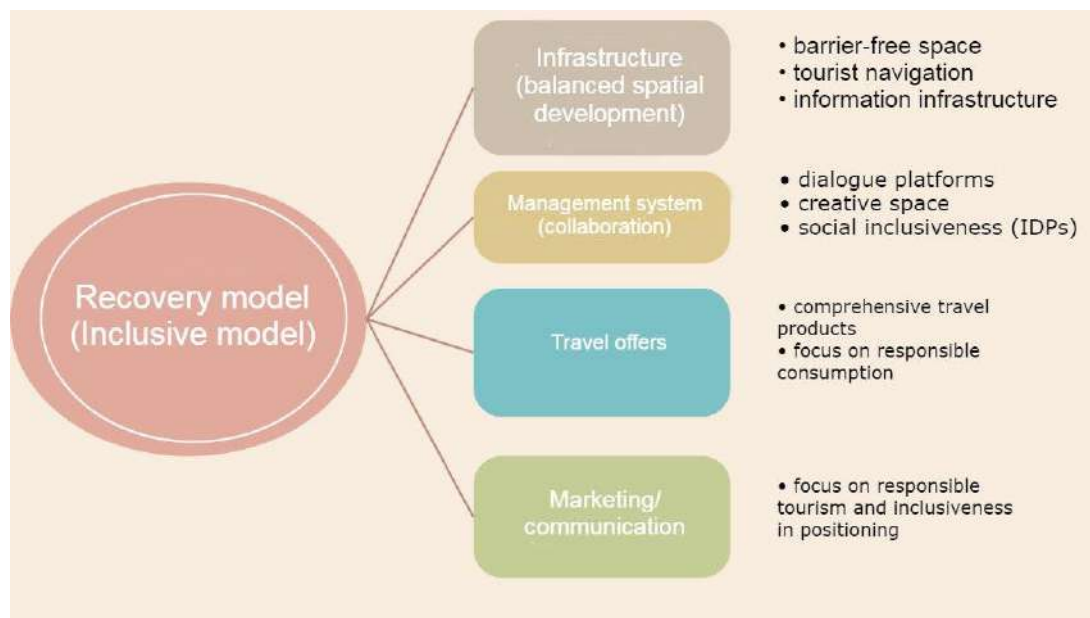 Recovery model
(Inclusive model)
Infrastructure
(balanced spatial
development)
• barrier-free space
• tourist navigation
• information infrastructure
Management system
(collaboration)
• dialogue platforms
• creative space
• social inclusiveness (IDPs)
Travel offers
• comprehensive travel
products
• focus on responsible
consumption
Marketing/
communication
• focus on responsible
tourism and inclusiveness
in positioning